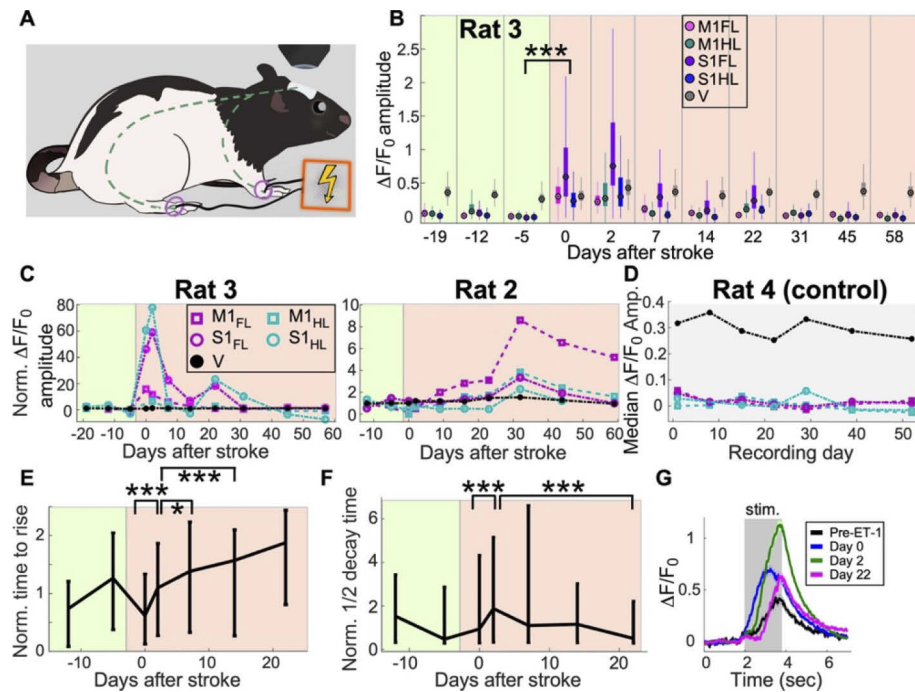 A
B
Rat 3
M1FL
M1HL
S1FL
S1HL
V
***
ΔF/F0 amplitude
2.5
2
1.5
1
0.5
0
-19 -12 -5 0 2 7 14 22 31 45 58
Days after stroke
C
Rat 3
Norm. ΔF/F0
amplitude
80
60
40
20
0
M1FL M1HL
S1FL S1HL
V
-20 -10 0 10 20 30 40 50 60
Days after stroke
Rat 2
10
8
6
4
2
0
-10 0 10 20 30 40 50 60
Days after stroke
D
Rat 4 (control)
Median ΔF/F0 Amp.
0.4
0.3
0.2
0.1
0
0 10 20 30 40 50
Recording day
E
***
***
*
Norm. time to rise
2
1
0
-10 0 10 20
Days after stroke
F
***
***
Norm. 1/2 decay time
6
4
2
0
-10 0 10 20
Days after stroke
G
stim.
Pre-ET-1
Day 0
Day 2
Day 22
ΔF/F0
1
0.5
0
0 2 4 6
Time (sec)